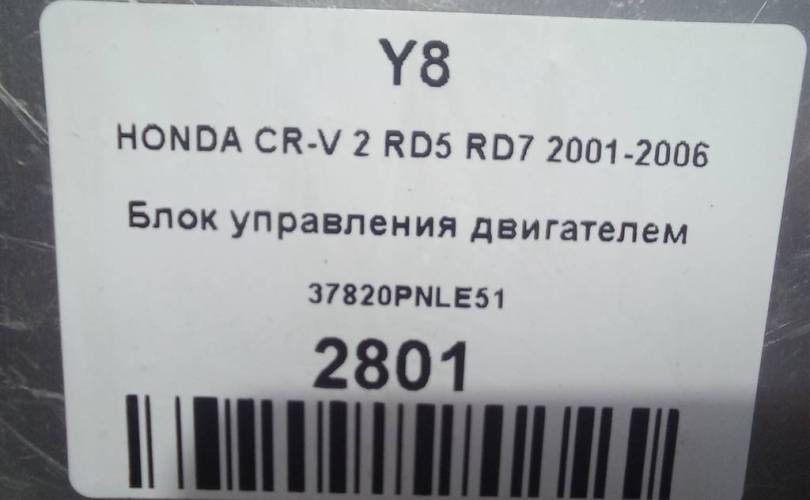 Y8
HONDA CR-V 2 RD5 RD7 2001-2006
Блок управления двигателем
37820PNLE51
2801